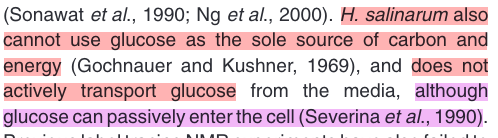 (Sonawat et al., 1990; Ng et al., 2000). H. salinarum also
cannot use glucose as the sole source of carbon and
energy (Gochnauer and Kushner, 1969), and does not
actively transport glucose from the media, although
glucose can passively enter the cell (Severina et al., 1990).